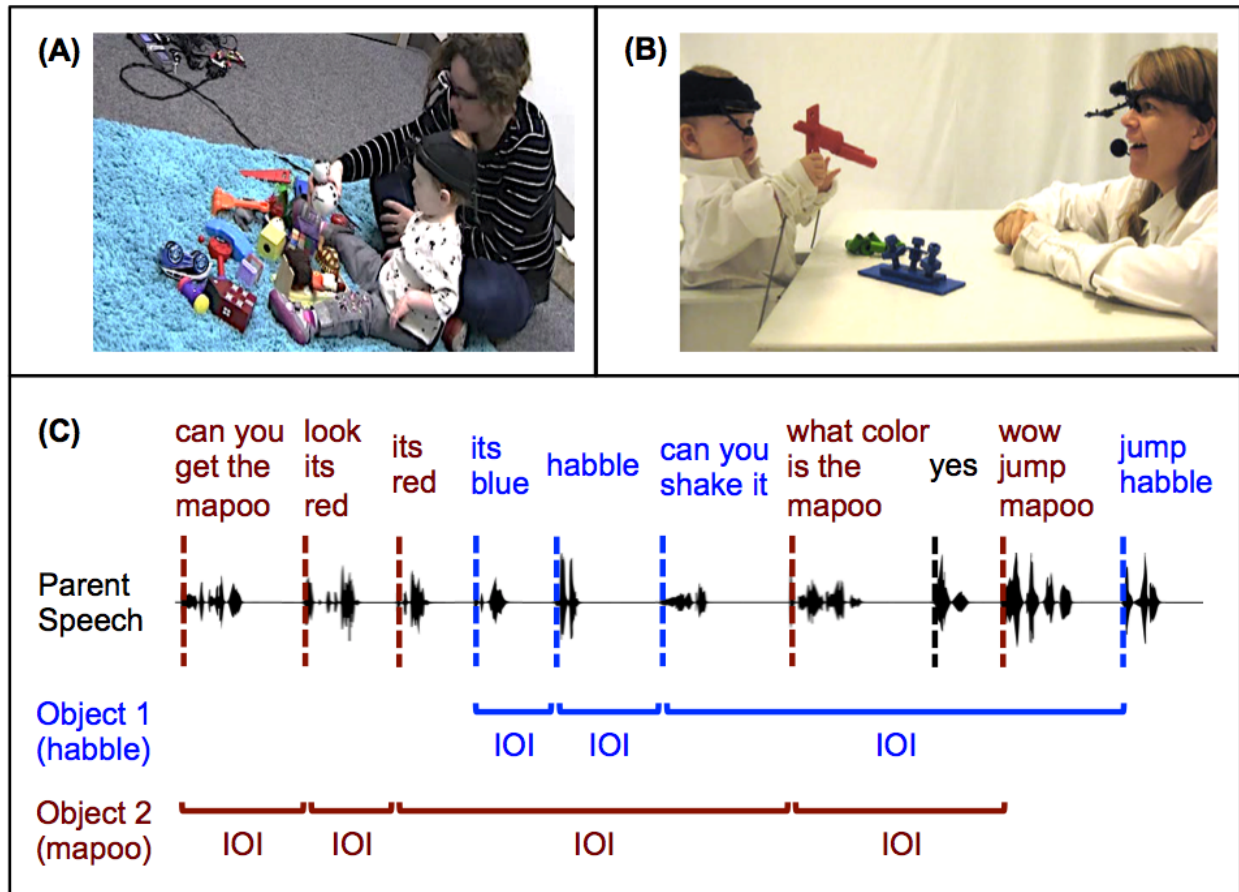 (A)
(B)
(C)
can you
get the
mapoo
look
its
red
its
red
its
blue
habble
can you
shake it
what color
is the
mapoo
yes
wow
jump
mapoo
jump
habble
Parent
Speech
Object 1
(habble)
IOI
IOI
IOI
Object 2
(mapoo)
IOI
IOI
IOI
IOI